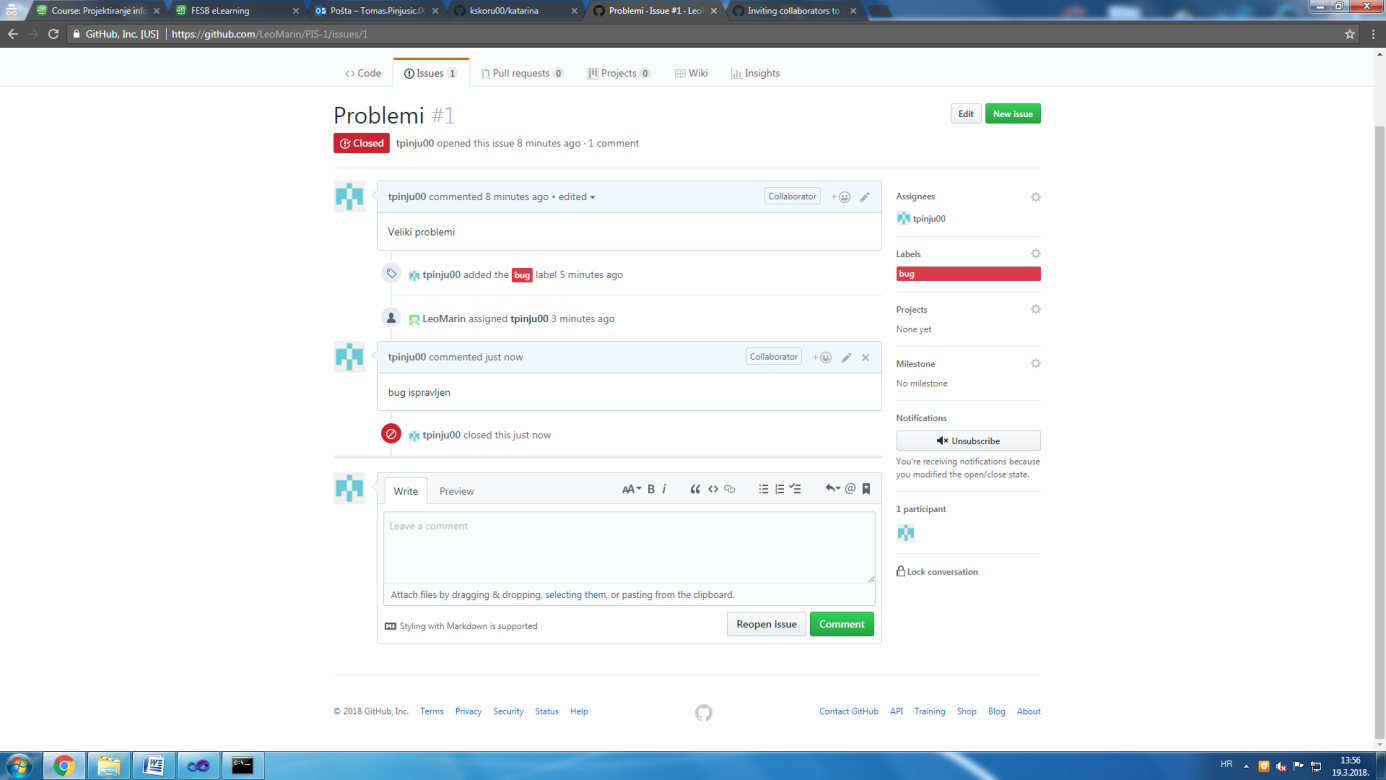 Course: Projektiranje info
FESB eLearning
Pošta – Tomas.Pinjusic.0
kskoru00/katarina
Problemi · Issue #1 · Leo
Inviting collaborators to
GitHub, Inc. [US] https://github.com/LeoMarin/PIS-1/issues/1
Code
Issues 1
Pull requests 0
Projects 0
Wiki
Insights
Problemi #1
Edit
New issue
Closed tpinju00 opened this issue 8 minutes ago · 1 comment
tpinju00 commented 8 minutes ago • edited
Collaborator
Veliki problemi
tpinju00 added the bug label 5 minutes ago
LeoMarin assigned tpinju00 3 minutes ago
tpinju00 commented just now
Collaborator
bug ispravljen
tpinju00 closed this just now
Write
Preview
AA B i
Leave a comment
Attach files by dragging & dropping, selecting them, or pasting from the clipboard.
Styling with Markdown is supported
Reopen issue
Comment
Assignees
tpinju00
Labels
bug
Projects
None yet
Milestone
No milestone
Notifications
Unsubscribe
You're receiving notifications because
you modified the open/close state.
1 participant
Lock conversation
© 2018 GitHub, Inc. Terms Privacy Security Status Help
Contact GitHub API Training Shop Blog About
HR
13:56
19.3.2018.